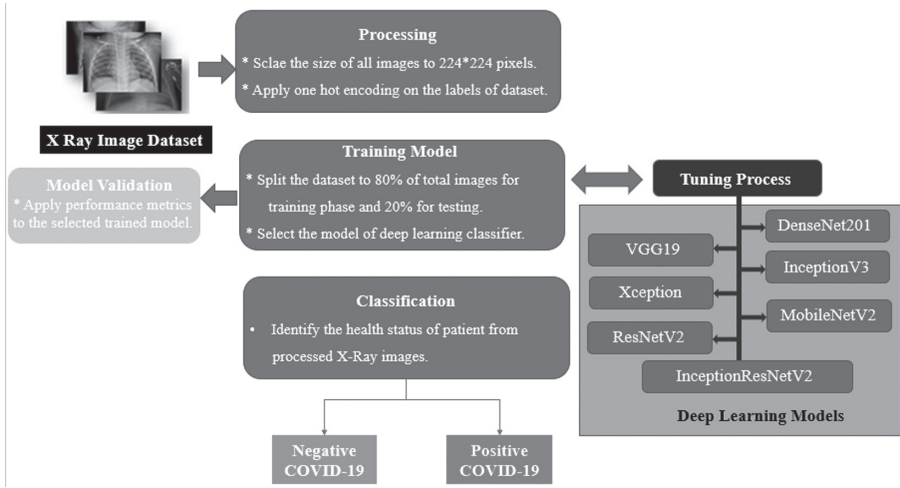 Processing
* Sclae the size of all images to 224*224 pixels.
* Apply one hot encoding on the labels of dataset.
X Ray Image Dataset
Training Model
* Split the dataset to 80% of total images for
training phase and 20% for testing.
* Select the model of deep learning classifier.
Model Validation
* Apply performance metrics
to the selected trained model.
Tuning Process
DenseNet201
VGG19
InceptionV3
Xception
MobileNetV2
ResNetV2
InceptionResNetV2
Deep Learning Models
Classification
• Identify the health status of patient from
processed X-Ray images.
Negative
COVID-19
Positive
COVID-19